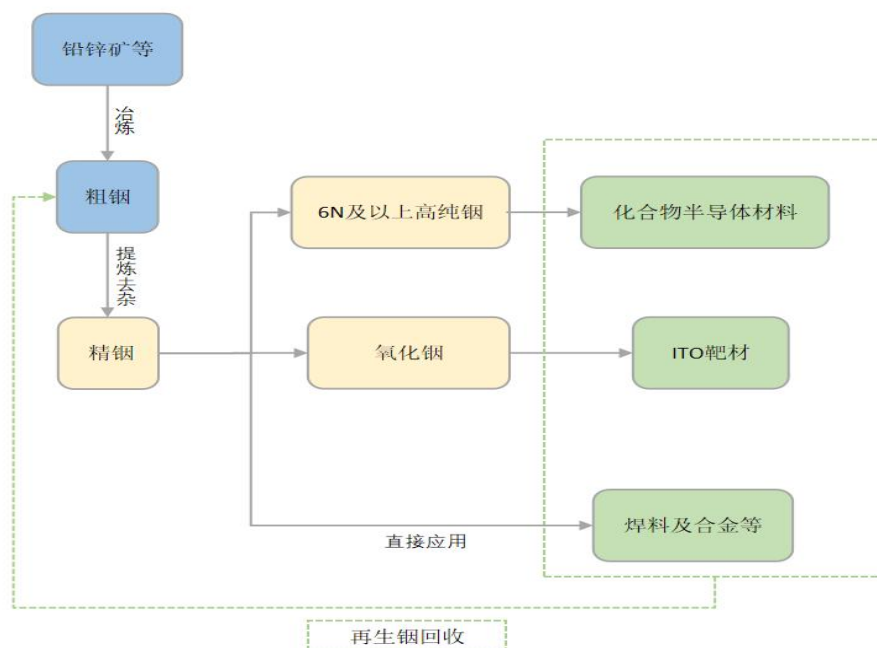 铅锌矿等
冶炼
粗铟
6N及以上高纯铟
化合物半导体材料
提炼去杂
精铟
氧化铟
ITO靶材
焊料及合金等
直接应用
再生铟回收